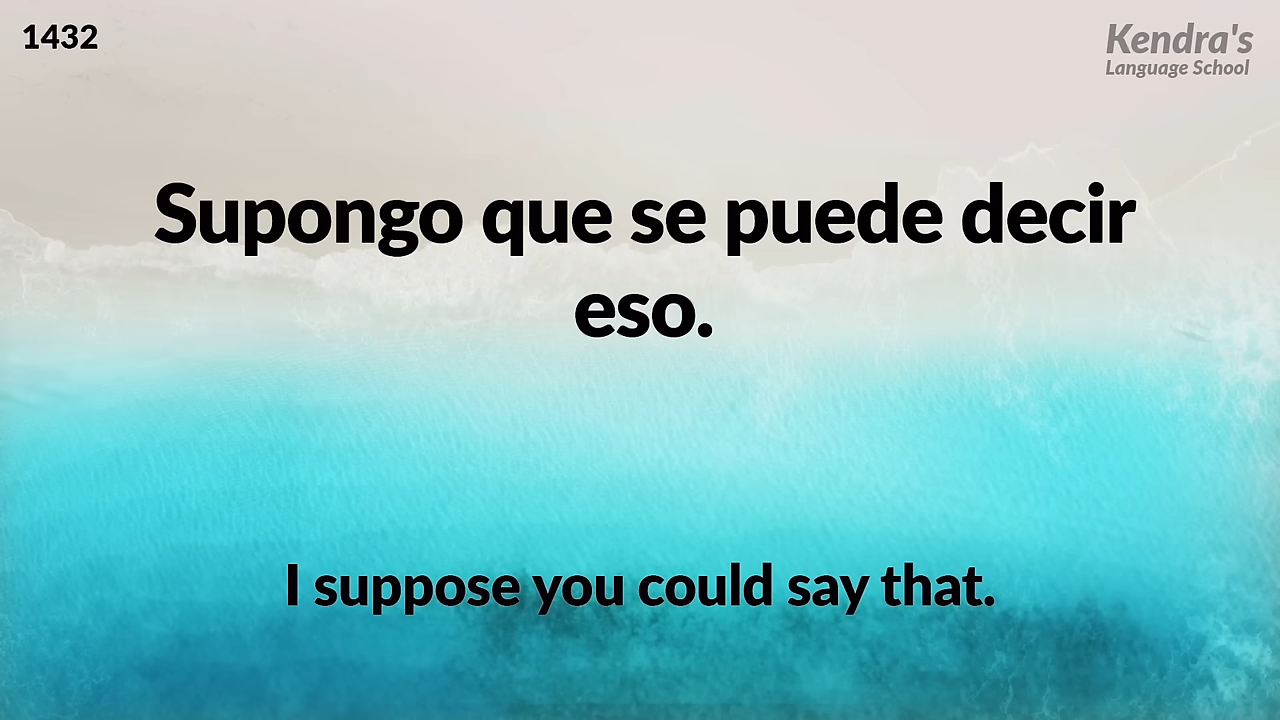 1432
Kendra's
Language School
Supongo que se puede decir
eso.
I suppose you could say that.